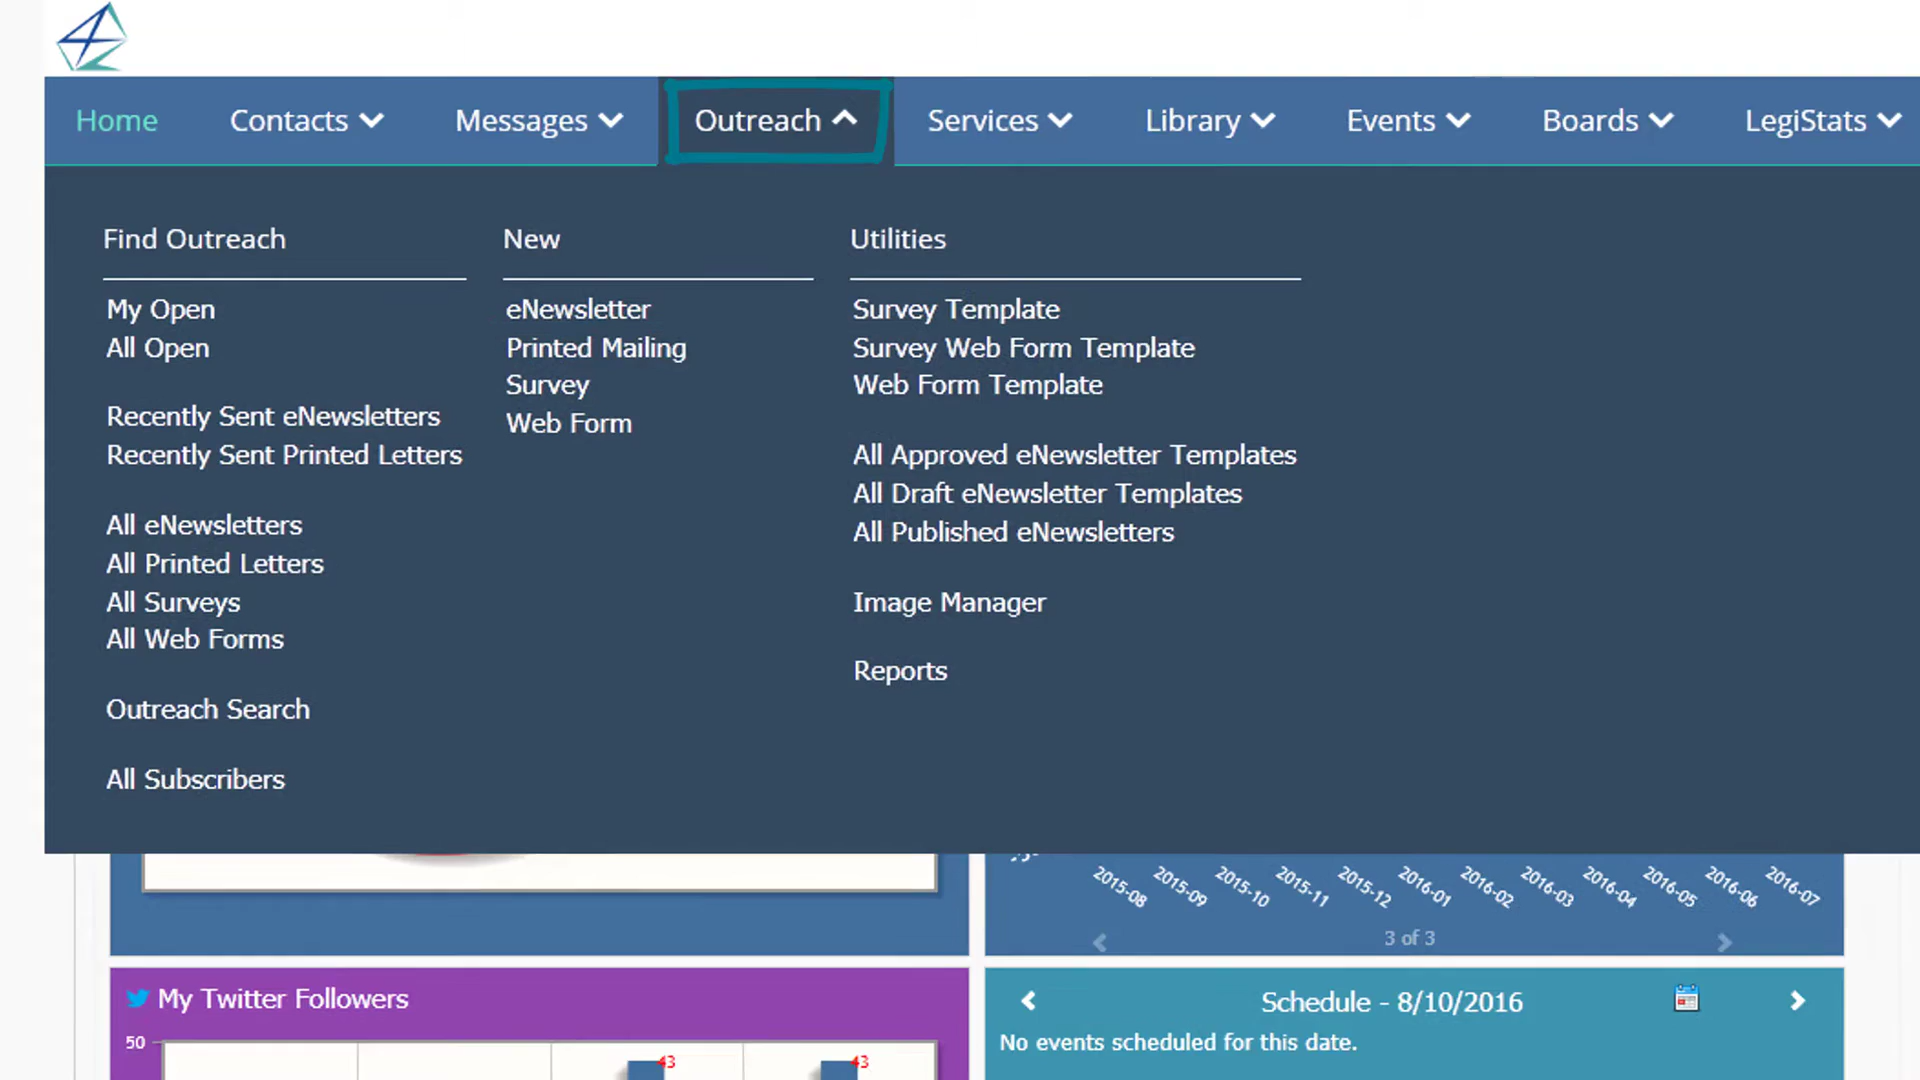 Home Contacts Messages Outreach Services Library Events Boards LegiStats
Find Outreach
My Open
All Open
Recently Sent eNewsletters
Recently Sent Printed Letters
All eNewsletters
All Printed Letters
All Surveys
All Web Forms
Outreach Search
All Subscribers
New
eNewsletter
Printed Mailing
Survey
Web Form
Utilities
Survey Template
Survey Web Form Template
Web Form Template
All Approved eNewsletter Templates
All Draft eNewsletter Templates
All Published eNewsletters
Image Manager
Reports
2015-08 2015-09 2015-10 2015-11 2015-12 2016-01 2016-02 2016-03 2016-04 2016-05 2016-06 2016-07
3 of 3
My Twitter Followers
50
43 43
Schedule - 8/10/2016
No events scheduled for this date.